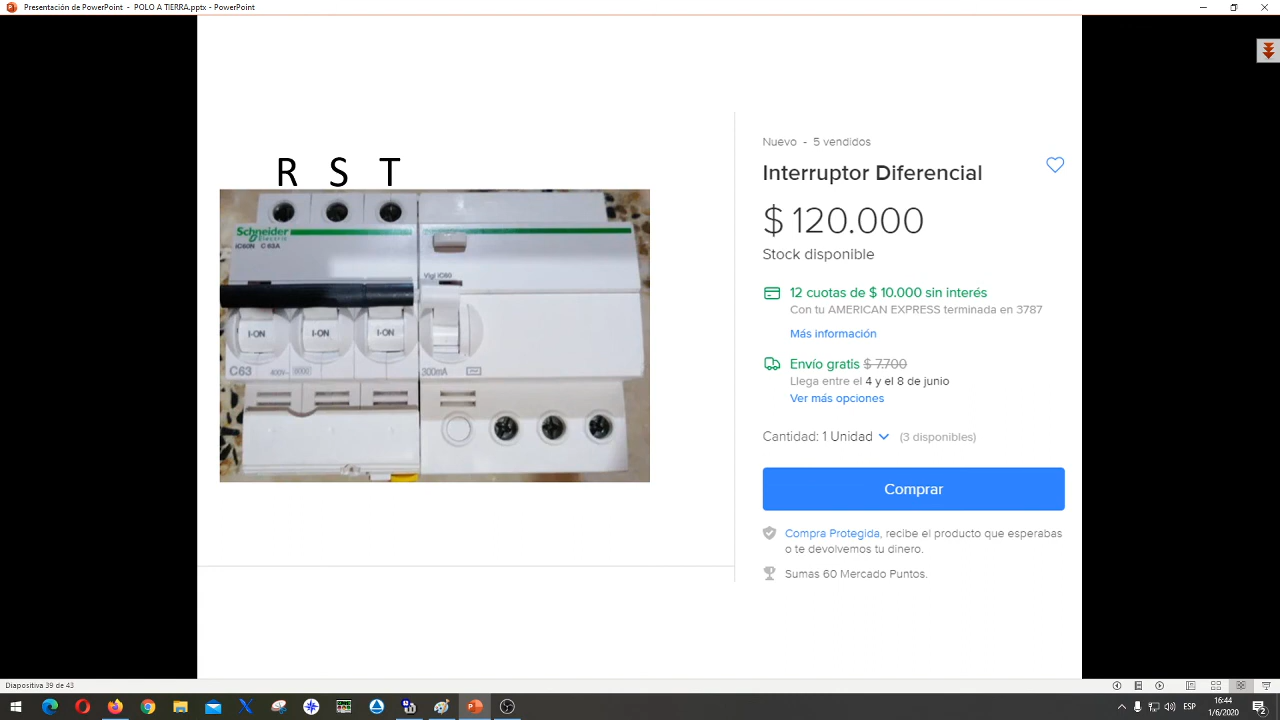 Presentación de PowerPoint - POLO A TIERRA.pptx - PowerPoint
R S T
Schneider
Electric
iC60N C 63A
Vigi iC60
I-ON I-ON I-ON
C63 400V~ 6000
300mA
Nuevo - 5 vendidos
Interruptor Diferencial
$ 120.000
Stock disponible
12 cuotas de $ 10.000 sin interés
Con tu AMERICAN EXPRESS terminada en 3787
Más información
Envío gratis $ 7.700
Llega entre el 4 y el 8 de junio
Ver más opciones
Cantidad: 1 Unidad (3 disponibles)
Comprar
Compra Protegida, recibe el producto que esperabas
o te devolvemos tu dinero.
Sumas 60 Mercado Puntos.
Diapositiva 39 de 43
ESP
16:44
1/6/2020
2